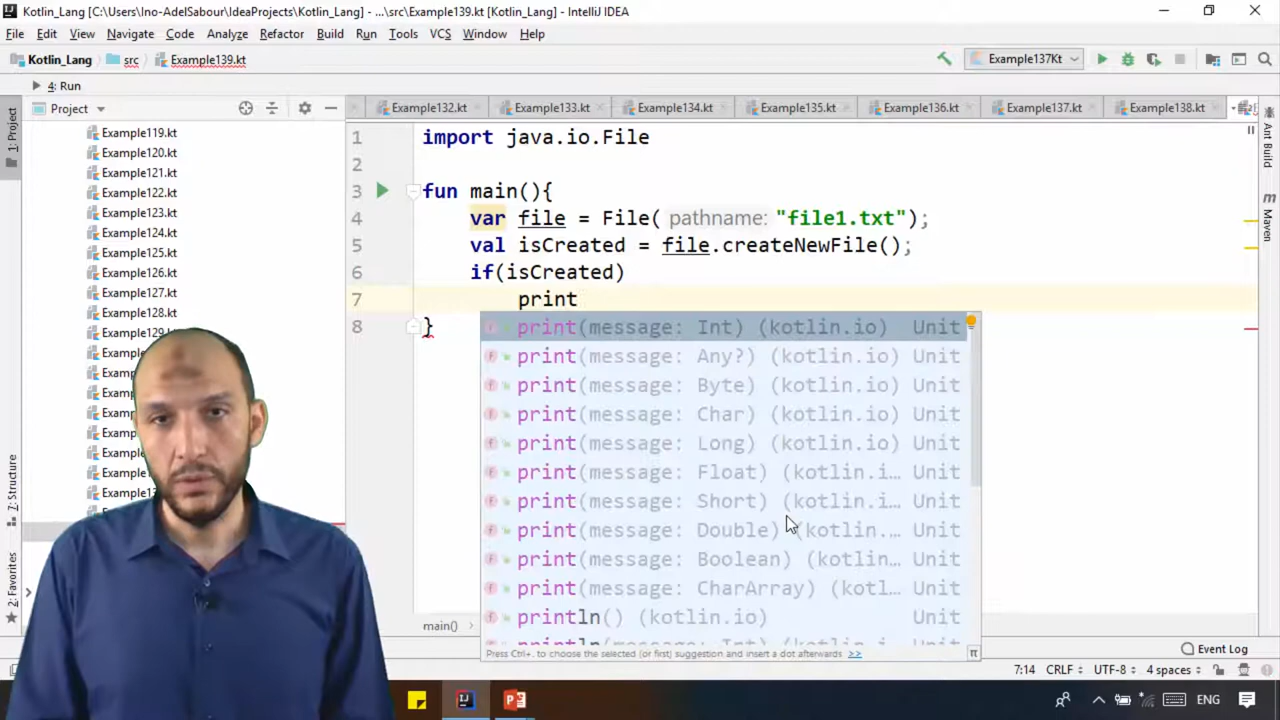 Kotlin_Lang [C:\Users\Ino-AdelSabour\IdeaProjects\Kotlin_Lang] - ...\src\Example139.kt [Kotlin_Lang] - IntelliJ IDEA
File Edit View Navigate Code Analyze Refactor Build Run Tools VCS Window Help
Kotlin_Lang src Example139.kt Example137Kt
4: Run
Project Example132.kt Example133.kt Example134.kt Example135.kt Example136.kt Example137.kt Example138.kt
1: Project
Z: Structure
2: Favorites
Example119.kt
Example120.kt
Example121.kt
Example122.kt
Example123.kt
Example124.kt
Example125.kt
Example126.kt
Example127.kt
Example128.kt
Example129
Examp
Examp
Examp
Examp
Examp
Examp
Examp
Example13
1 import java.io.File
2
3 fun main(){
4 var file = File( pathname: "file1.txt");
5 val isCreated = file.createNewFile();
6 if(isCreated)
7 print
8 }
print(message: Int) (kotlin.io) Unit
print(message: Any?) (kotlin.io) Unit
print(message: Byte) (kotlin.io) Unit
print(message: Char) (kotlin.io) Unit
print(message: Long) (kotlin.io) Unit
print(message: Float) (kotlin.i... Unit
print(message: Short) (kotlin.i... Unit
print(message: Double) (kotlin.... Unit
print(message: Boolean) (kotlin... Unit
print(message: CharArray) (kotl... Unit
println() (kotlin.io) Unit
println(message: Int) (kotlin.i... Unit
Press Ctrl+. to choose the selected (or first) suggestion and insert a dot afterwards >>
main()
Ant Build
Maven
Event Log
7:14 CRLF UTF-8 4 spaces
ENG